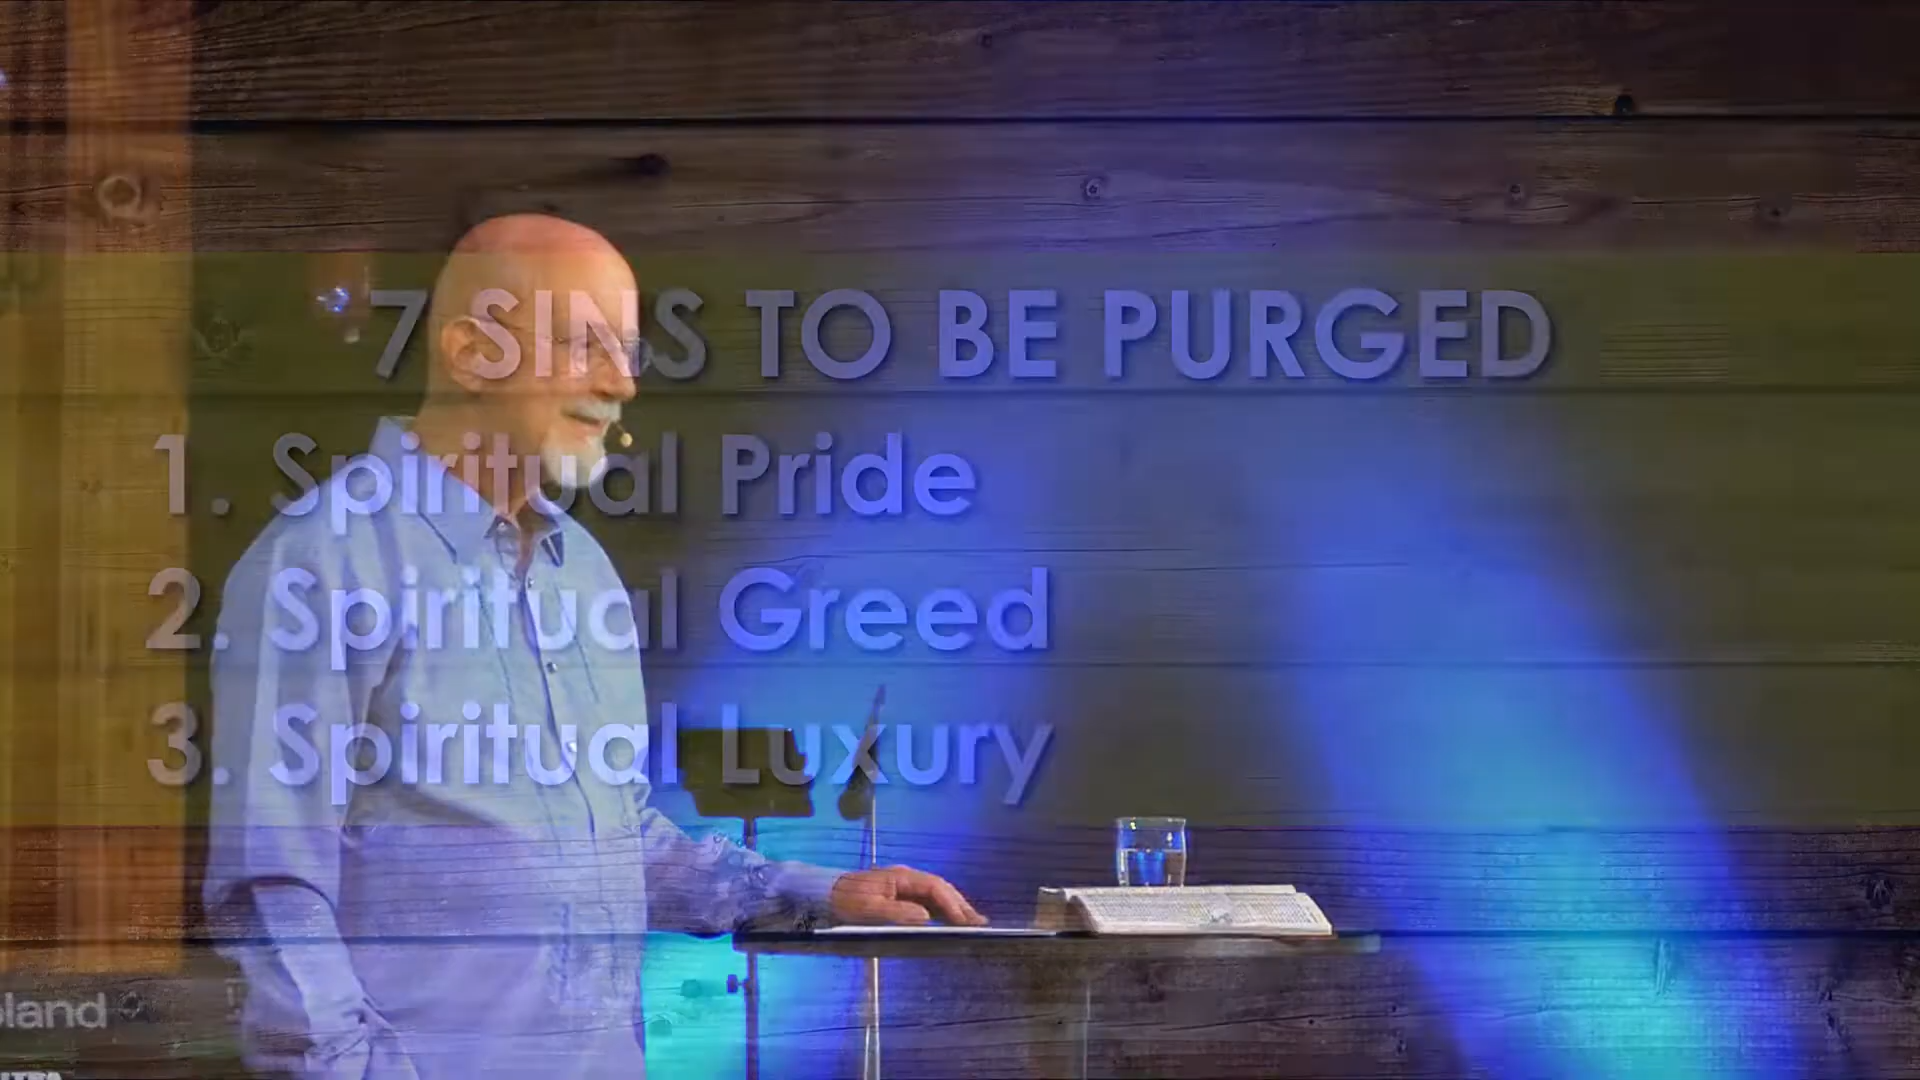 7 SINS TO BE PURGED
1. Spiritual Pride
2. Spiritual Greed
3. Spiritual Luxury